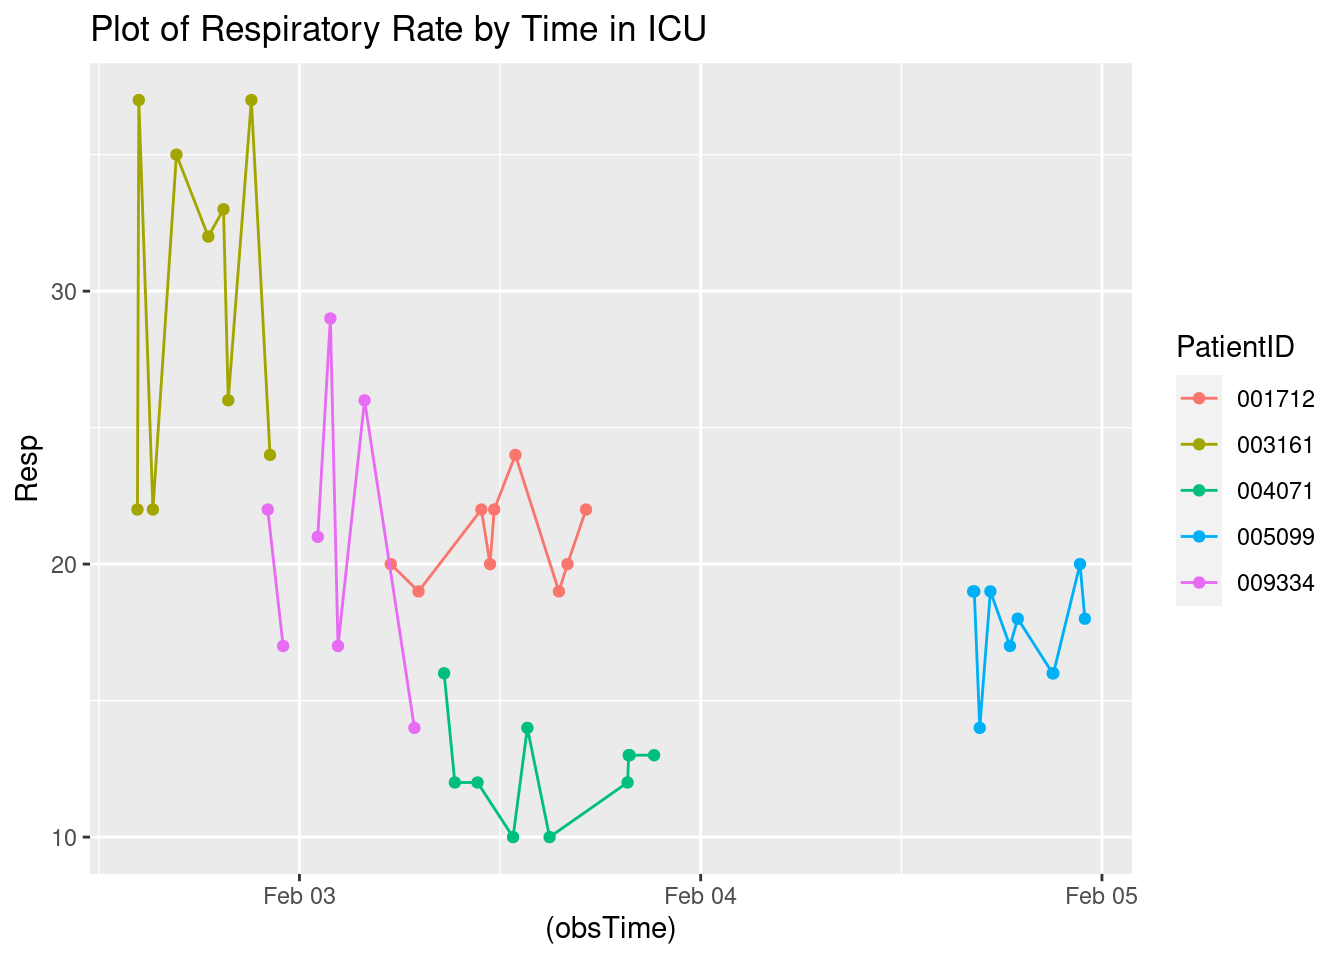 Plot of Respiratory Rate by Time in ICU
Resp
30
20
10
Feb 03
Feb 04
Feb 05
(obsTime)
PatientID
001712
003161
004071
005099
009334